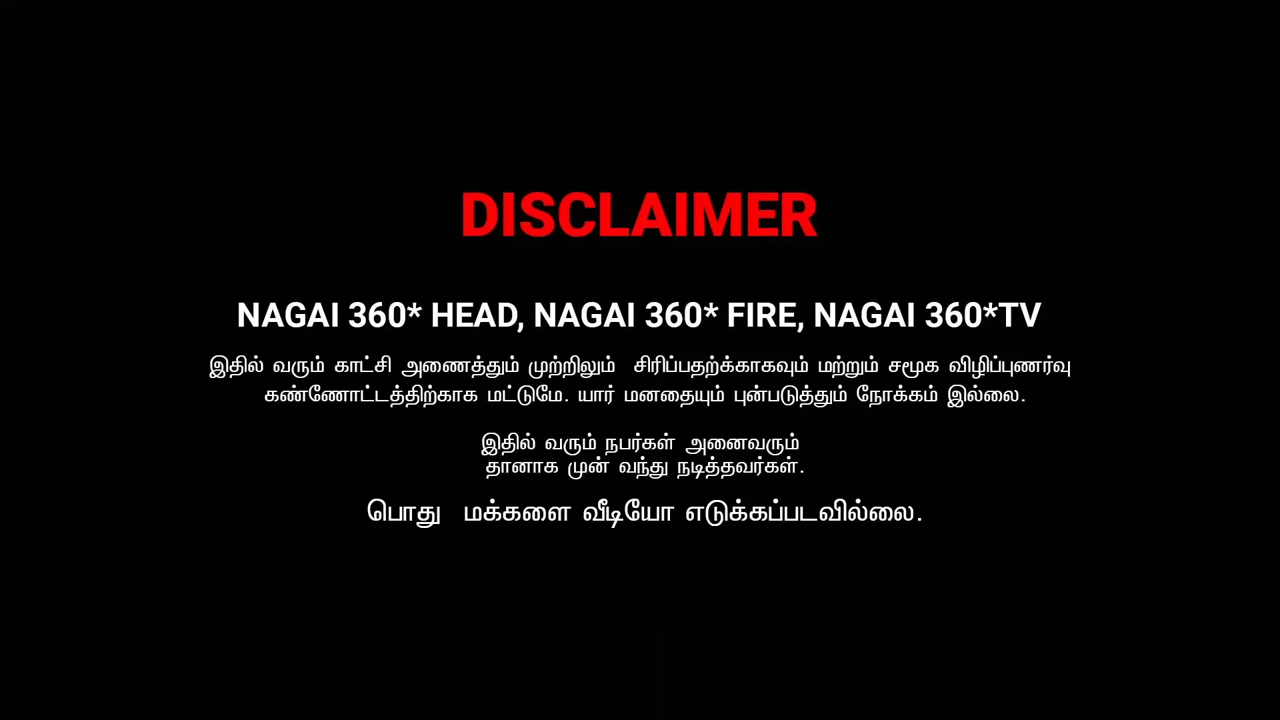 DISCLAIMER
NAGAI 360* HEAD, NAGAI 360* FIRE, NAGAI 360*TV
இதில் வரும் காட்சி அணைத்தும் முற்றிலும் சிரிப்பதற்க்காகவும் மற்றும் சமூக விழிப்புணர்வு
கண்ணோட்டத்திற்காக மட்டுமே. யார் மனதையும் புன்படுத்தும் நோக்கம் இல்லை.
இதில் வரும் நபர்கள் அனைவரும்
தானாக முன் வந்து நடித்தவர்கள்.
பொது மக்களை வீடியோ எடுக்கப்படவில்லை.